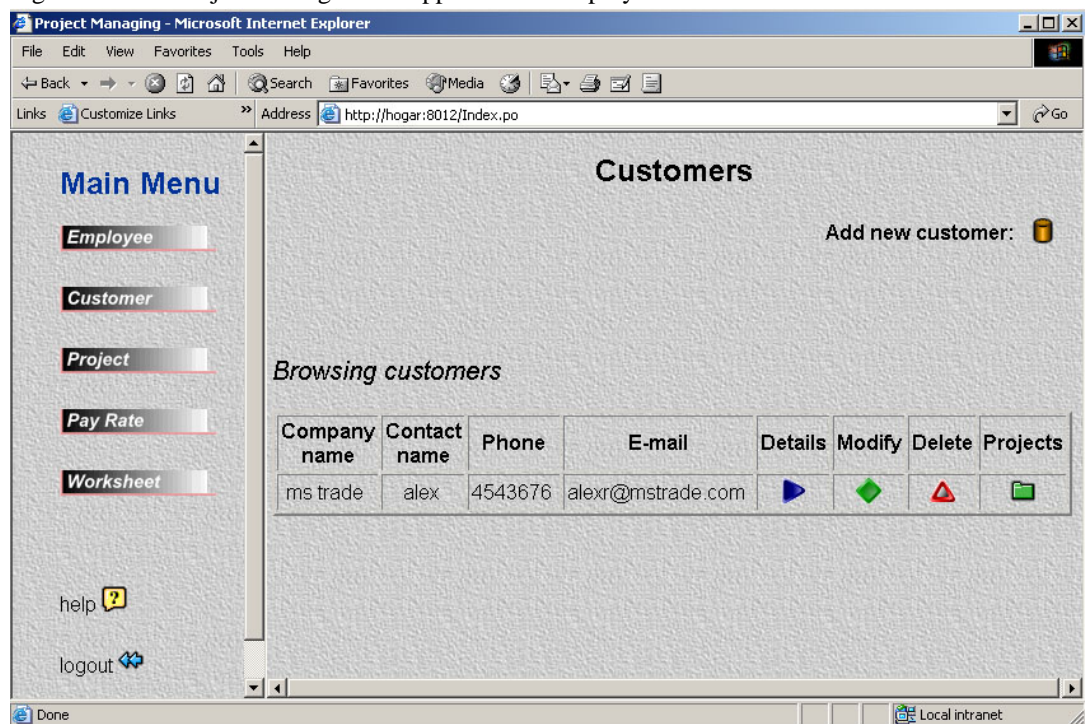 Project Managing - Microsoft Internet Explorer
File Edit View Favorites Tools Help
Back Search Favorites Media
Links Customize Links » Address http://hogar:8012/Index.po Go
Main Menu
Employee
Customer
Project
Pay Rate
Worksheet
help ?
logout
Customers
Add new customer:
Browsing customers
Company name Contact name Phone E-mail Details Modify Delete Projects
ms trade alex 4543676 alexr@mstrade.com
Done Local intranet